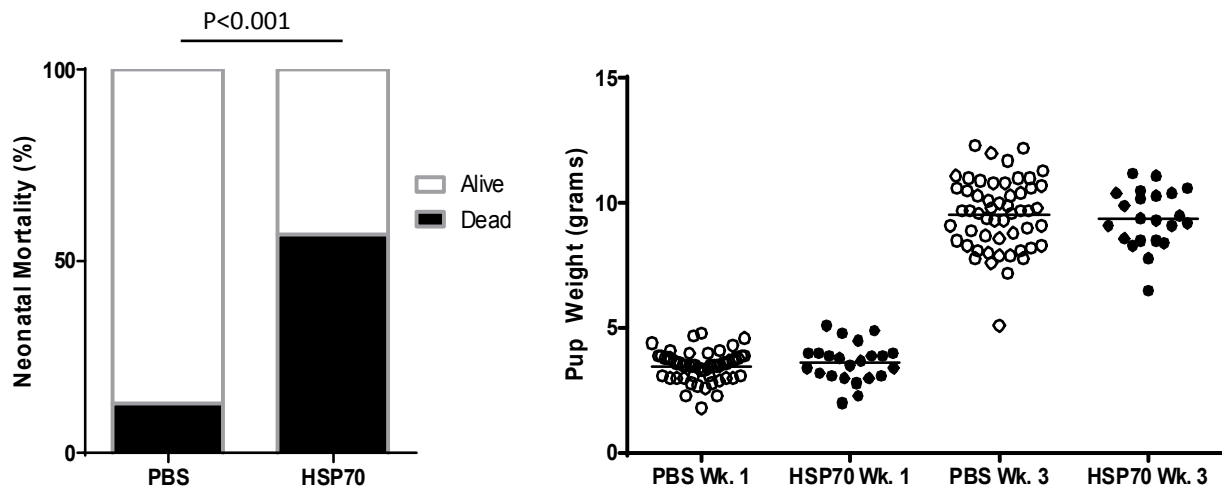 P<0.001
Neonatal Mortality (%)
100
50
0
PBS
HSP70
Alive
Dead
Pup Weight (grams)
15
10
5
0
PBS Wk. 1
HSP70 Wk. 1
PBS Wk. 3
HSP70 Wk. 3